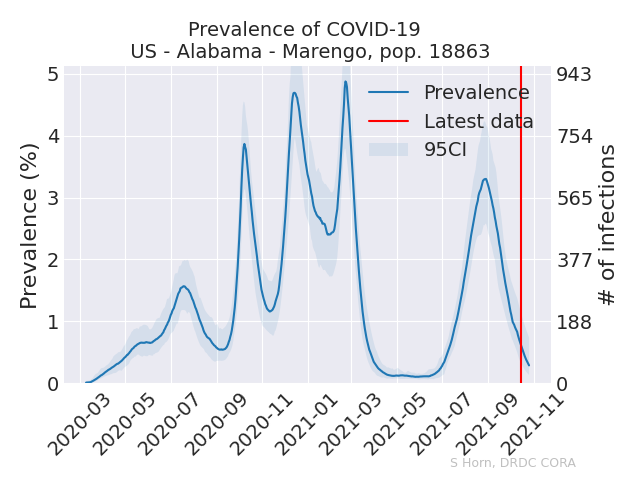 Prevalence of COVID-19
US - Alabama - Marengo, pop. 18863
Prevalence (%)
5
4
3
2
1
0
943
754
565
377
188
0
# of infections
Prevalence
Latest data
95CI
2020-03
2020-05
2020-07
2020-09
2020-11
2021-01
2021-03
2021-05
2021-07
2021-09
2021-11
S Horn, DRDC CORA